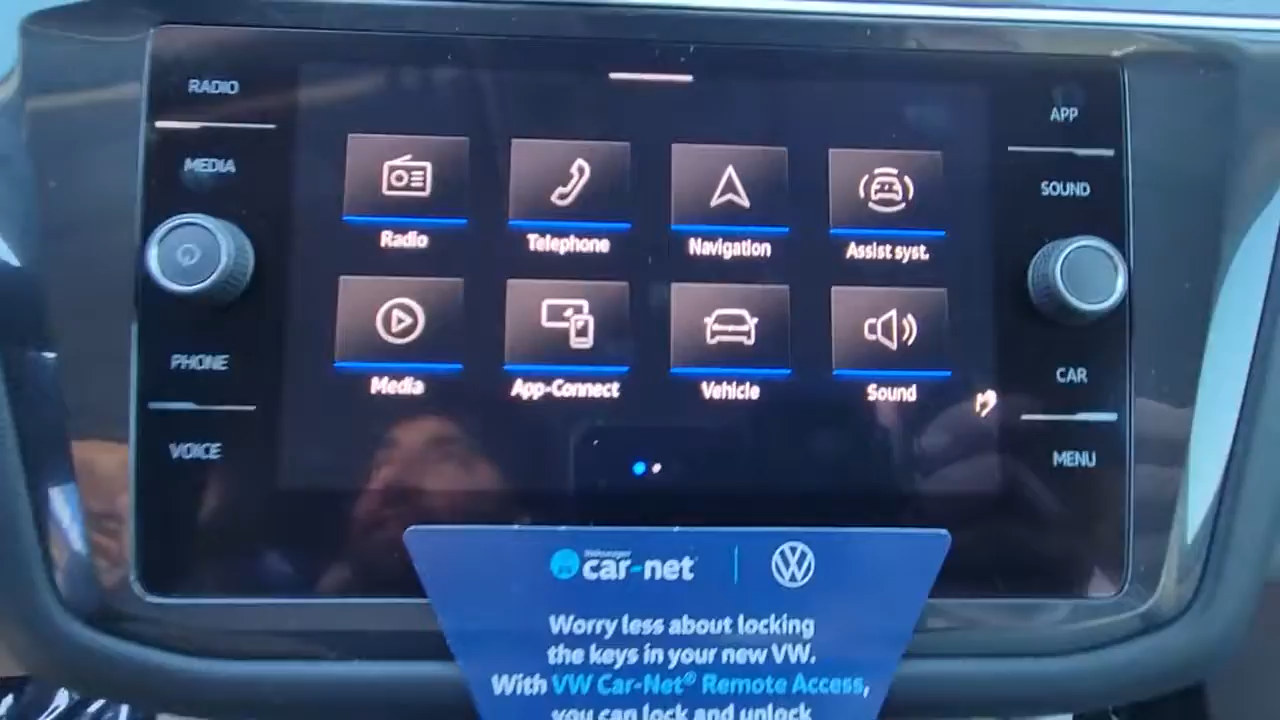 RADIO
MEDIA
PHONE
VOICE
Radio
Telephone
Navigation
Assist syst.
Media
App-Connect
Vehicle
Sound
APP
SOUND
CAR
MENU
Volkswagen
car-net
Worry less about locking
the keys in your new VW.
With VW Car-Net® Remote Access,
you can lock and unlock